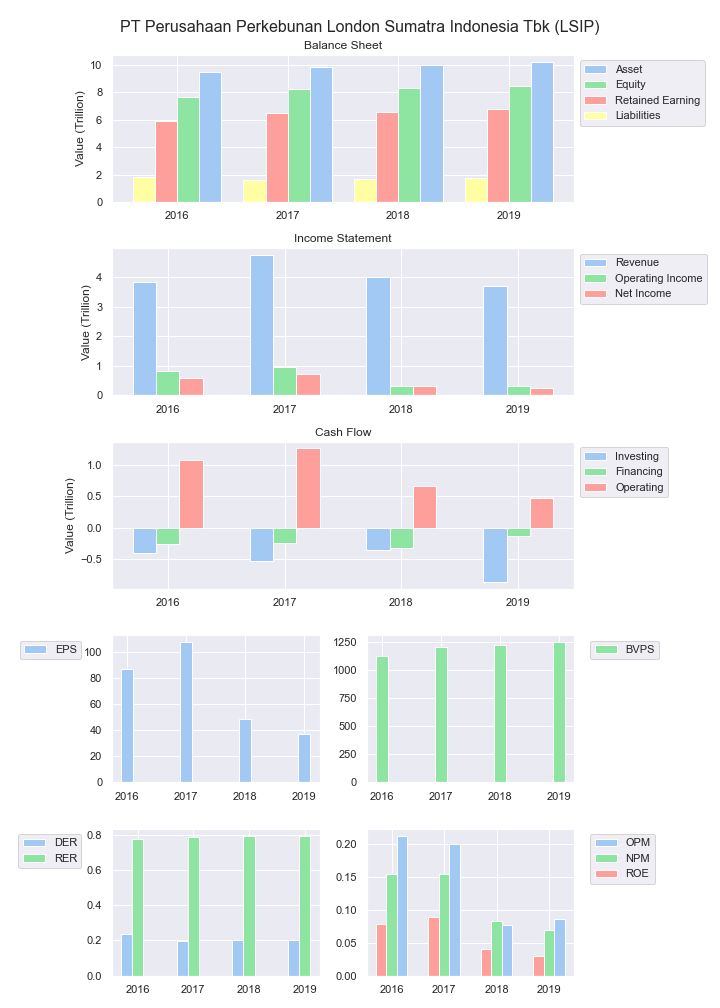 PT Perusahaan Perkebunan London Sumatra Indonesia Tbk (LSIP)
Balance Sheet
Value (Trillion)
10
8
6
4
2
0
2016 2017 2018 2019
Asset
Equity
Retained Earning
Liabilities
Income Statement
Value (Trillion)
4
3
2
1
0
2016 2017 2018 2019
Revenue
Operating Income
Net Income
Cash Flow
Value (Trillion)
1.0
0.5
0.0
−0.5
2016 2017 2018 2019
Investing
Financing
Operating
EPS
100
80
60
40
20
0
2016 2017 2018 2019
1250
1000
750
500
250
0
2016 2017 2018 2019
BVPS
DER
RER
0.8
0.6
0.4
0.2
0.0
2016 2017 2018 2019
0.20
0.15
0.10
0.05
0.00
2016 2017 2018 2019
OPM
NPM
ROE